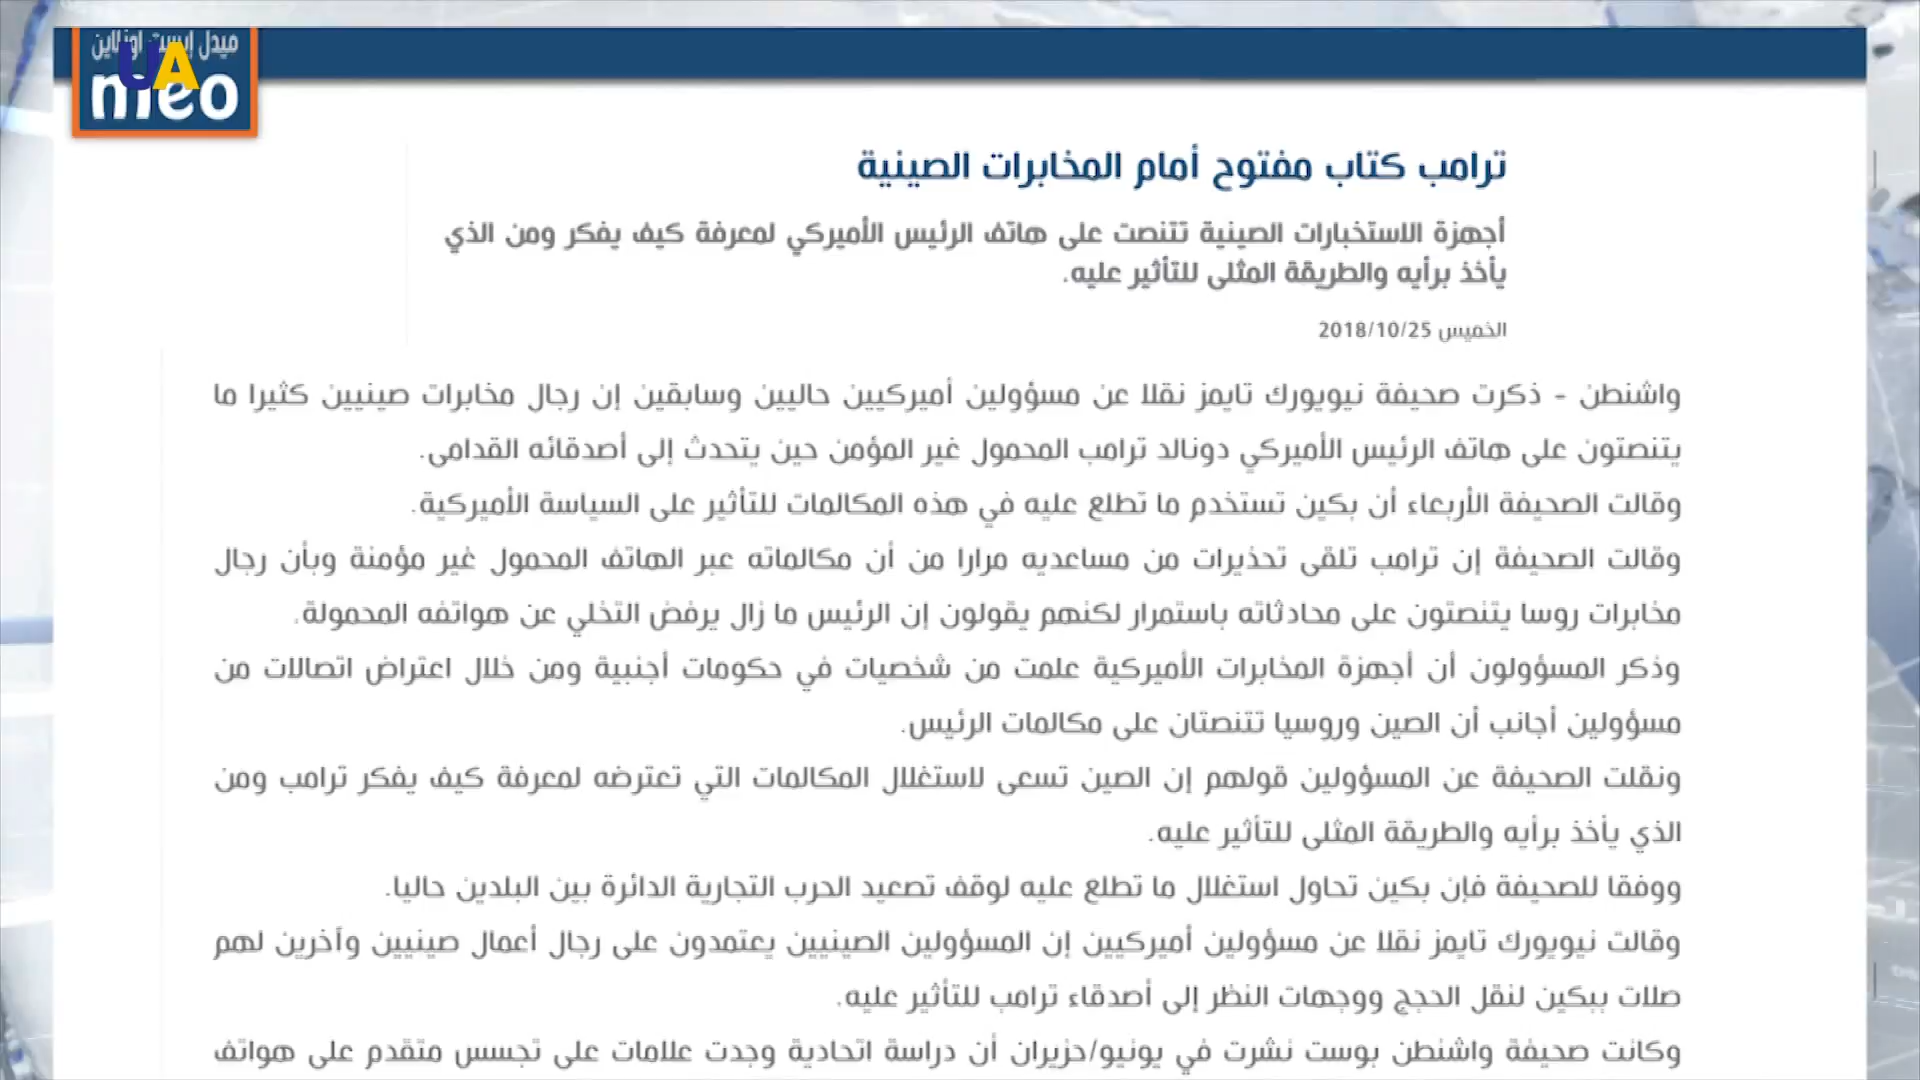 ميدل إيست اونلاين
UA
meo
ترامب كتاب مفتوح أمام المخابرات الصينية
أجهزة الاستخبارات الصينية تتنصت على هاتف الرئيس الأميركي لمعرفة كيف يفكر ومن الذي
يأخذ برأيه والطريقة المثلى للتأثير عليه.
الخميس 2018/10/25
واشنطن - ذكرت صحيفة نيويورك تايمز نقلا عن مسؤولين أميركيين حاليين وسابقين إن رجال مخابرات صينيين كثيرا ما
يتنصتون على هاتف الرئيس الأميركي دونالد ترامب المحمول غير المؤمن حين يتحدث إلى أصدقائه القدامى.
وقالت الصحيفة الأربعاء أن بكين تستخدم ما تطلع عليه في هذه المكالمات للتأثير على السياسة الأميركية.
وقالت الصحيفة إن ترامب تلقى تحذيرات من مساعديه مرارا من أن مكالماته عبر الهاتف المحمول غير مؤمنة وبأن رجال
مخابرات روسا يتنصتون على محادثاته باستمرار لكنهم يقولون إن الرئيس ما زال يرفض التخلي عن هواتفه المحمولة.
وذكر المسؤولون أن أجهزة المخابرات الأميركية علمت من شخصيات في حكومات أجنبية ومن خلال اعتراض اتصالات من
مسؤولين أجانب أن الصين وروسيا تتنصتان على مكالمات الرئيس.
ونقلت الصحيفة عن المسؤولين قولهم إن الصين تسعى لاستغلال المكالمات التي تعترضه لمعرفة كيف يفكر ترامب ومن
الذي يأخذ برأيه والطريقة المثلى للتأثير عليه.
ووفقا للصحيفة فإن بكين تحاول استغلال ما تطلع عليه لوقف تصعيد الحرب التجارية الدائرة بين البلدين حاليا.
وقالت نيويورك تايمز نقلا عن مسؤولين أميركيين إن المسؤولين الصينيين يعتمدون على رجال أعمال صينيين وآخرين لهم
صلات ببكين لنقل الحجج ووجهات النظر إلى أصدقاء ترامب للتأثير عليه.
وكانت صحيفة واشنطن بوست نشرت في يونيو/حزيران أن دراسة اتحادية وجدت علامات على تجسس متقدم على هواتف